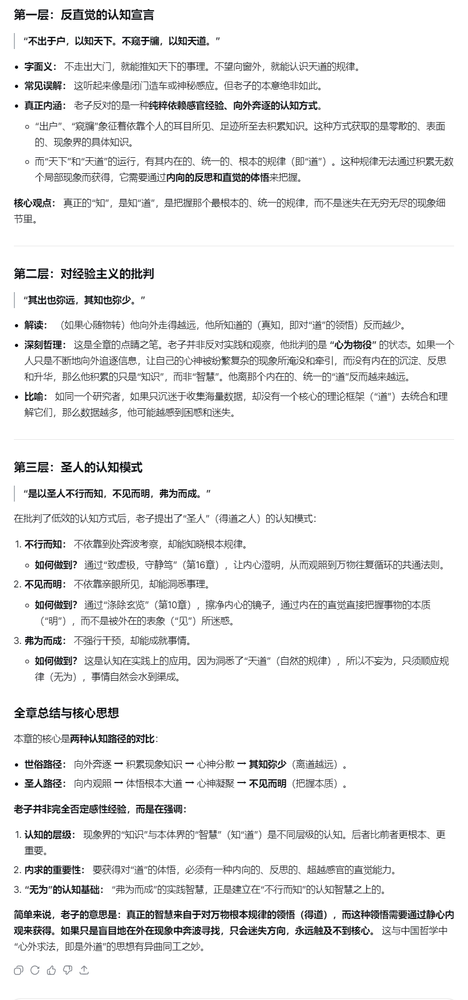 第一层：反直觉的认知宣言
“不出于户，以知天下。不窥于牖，以知天道。”
• 字面义： 不走出大门，就能推知天下的事理。不望向窗外，就能认识天道的规律。
• 常见误解： 这听起来像是闭门造车或神秘感应。但老子的本意绝非如此。
• 真正内涵： 老子反对的是一种纯粹依赖感官经验、向外奔逐的认知方式。
◦ “出户”、“窥牖”象征着依靠个人的耳目所见、足迹所至去积累知识。这种方式获取的是零散的、表面
的、现象界的具体知识。
◦ 而“天下”和“天道”的运行，有其内在的、统一的、根本的规律（即“道”）。这种规律无法通过积累无数
个局部现象而获得，它需要通过内向的反思和直觉的体悟来把握。
核心观点： 真正的“知”，是知“道”，是把握那个最根本的、统一的规律，而不是迷失在无穷无尽的现象细
节里。
第二层：对经验主义的批判
“其出也弥远，其知也弥少。”
• 解读： （如果心随物转）他向外走得越远，他所知道的（真知，即对“道”的领悟）反而越少。
• 深刻哲理： 这是全章的点睛之笔。老子并非反对实践和观察，他批判的是 “心为物役” 的状态。如果一个
人只是不断地向外追逐信息，让自己的心神被纷繁复杂的现象所淹没和牵引，而没有内在的沉淀、反思
和升华，那么他积累的只是“知识”，而非“智慧”。他离那个内在的、统一的“道”反而越来越远。
• 比喻： 如同一个研究者，如果只沉迷于收集海量数据，却没有一个核心的理论框架（“道”）去统合和理
解它们，那么数据越多，他可能越感到困惑和迷失。
第三层：圣人的认知模式
“是以圣人不行而知，不见而明，弗为而成。”
在批判了低效的认知方式后，老子提出了“圣人”（得道之人）的认知模式：
1. 不行而知： 不依靠到处奔波考察，却能知晓根本规律。
◦ 如何做到？ 通过“致虚极，守静笃”（第16章），让内心澄明，从而观照到万物往复循环的共通法则。
2. 不见而明： 不依靠亲眼所见，却能洞悉事理。
◦ 如何做到？ 通过“涤除玄览”（第10章），擦净内心的镜子，通过内在的直觉直接把握事物的本质
（“明”），而不是被外在的表象（“见”）所迷惑。
3. 弗为而成： 不强行干预，却能成就事情。
◦ 如何做到？ 这是认知在实践上的应用。因为洞悉了“天道”（自然的规律），所以不妄为，只须顺应规
律（无为），事情自然会水到渠成。
全章总结与核心思想
本章的核心是两种认知路径的对比：
• 世俗路径： 向外奔逐 → 积累现象知识 → 心神分散 → 其知弥少（离道越远）。
• 圣人路径： 向内观照 → 体悟根本大道 → 心神凝聚 → 不见而明（把握本质）。
老子并非完全否定感性经验，而是在强调：
1. 认知的层级： 现象界的“知识”与本体界的“智慧”（知“道”）是不同层级的认知。后者比前者更根本、更
重要。
2. 内求的重要性： 要获得对“道”的体悟，必须有一种内向的、反思的、超越感官的直觉能力。
3. “无为”的认知基础： “弗为而成”的实践智慧，正是建立在“不行而知”的认知智慧之上的。
简单来说，老子的意思是：真正的智慧来自于对万物根本规律的领悟（得道），而这种领悟需要通过静心内
观来获得。如果只是盲目地在外在现象中奔波寻找，只会迷失方向，永远触及不到核心。 这与中国哲学中
“心外求法，即是外道”的思想有异曲同工之妙。